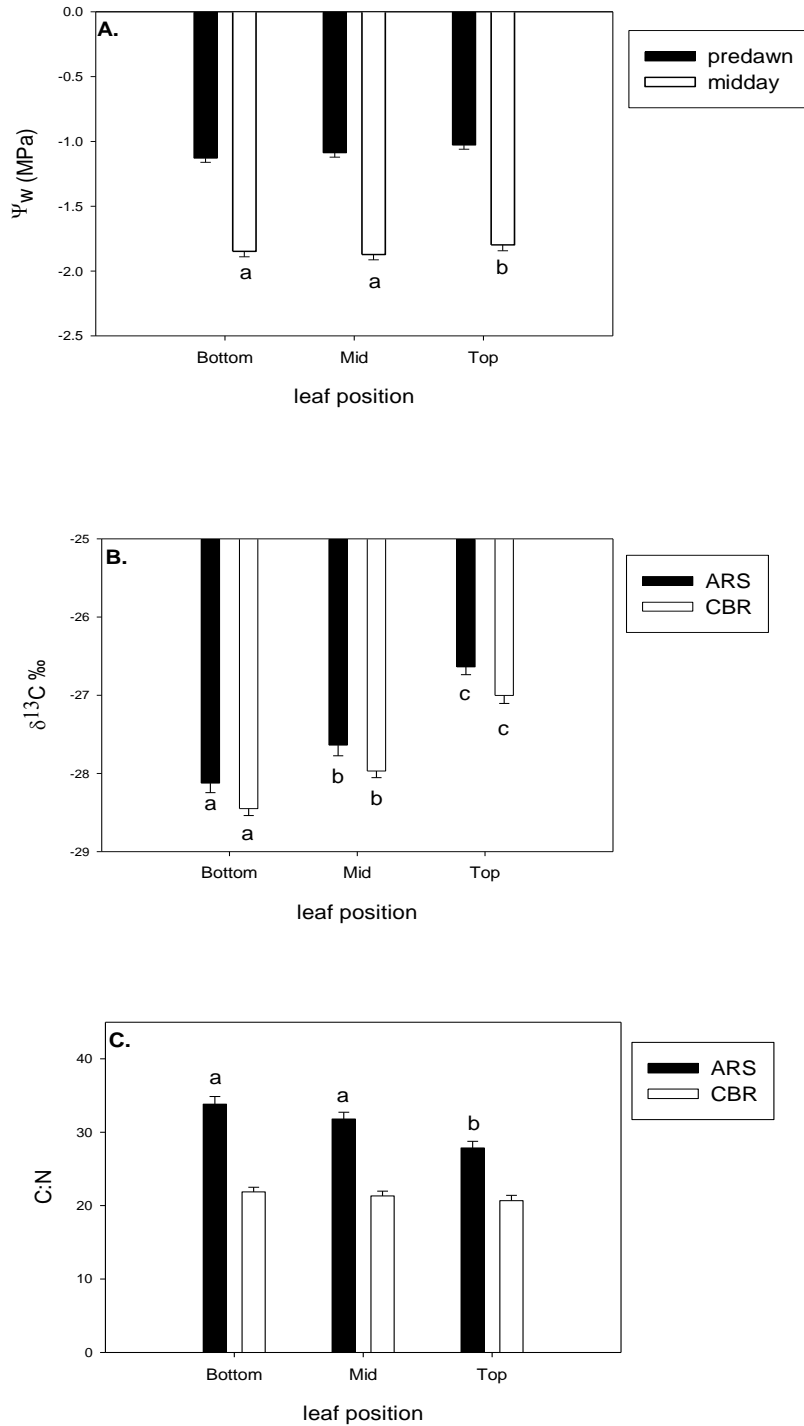 A.
0.0
-0.5
-1.0
-1.5
-2.0
-2.5
Ψw (MPa)
a
a
b
Bottom Mid Top
leaf position
predawn
midday
B.
-25
-26
-27
-28
-29
δ13C ‰
a
a
b
b
c
c
Bottom Mid Top
leaf position
ARS
CBR
C.
40
30
20
10
0
C:N
a
a
b
Bottom Mid Top
leaf position
ARS
CBR